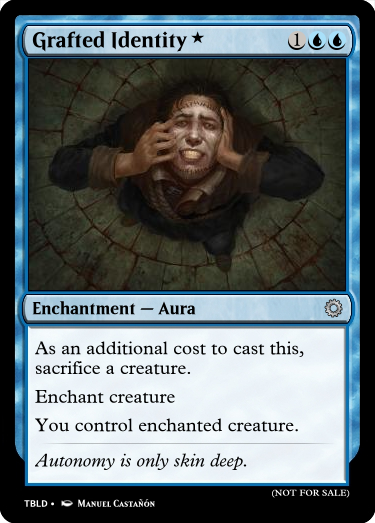 Grafted Identity ★ 1
Enchantment — Aura
As an additional cost to cast this,
sacrifice a creature.
Enchant creature
You control enchanted creature.
Autonomy is only skin deep.
(NOT FOR SALE)
TBLD • Manuel Castañón